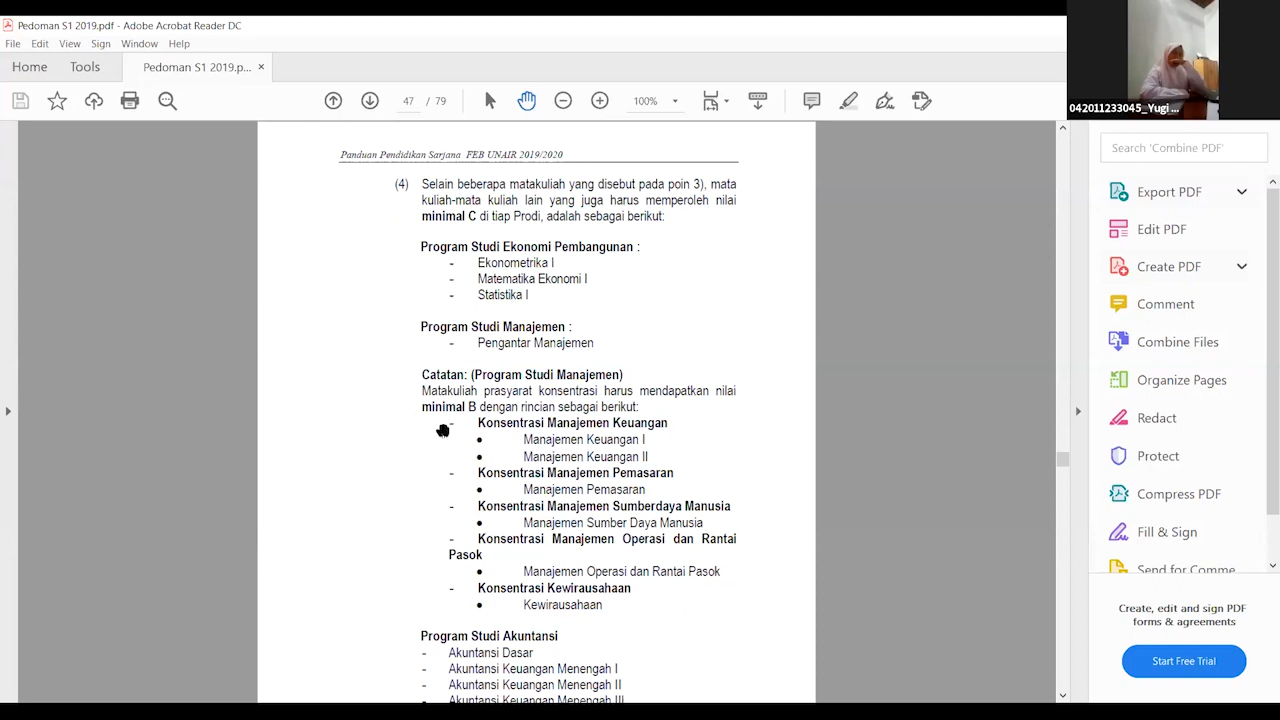 Pedoman S1 2019.pdf - Adobe Acrobat Reader DC
File Edit View Sign Window Help
Home Tools Pedoman S1 2019.p... ×
47 / 79 100%
042011233045_Yugi ...
Panduan Pendidikan Sarjana FEB UNAIR 2019/2020
(4) Selain beberapa matakuliah yang disebut pada poin 3), mata
kuliah-mata kuliah lain yang juga harus memperoleh nilai
minimal C di tiap Prodi, adalah sebagai berikut:
Program Studi Ekonomi Pembangunan :
- Ekonometrika I
- Matematika Ekonomi I
- Statistika I
Program Studi Manajemen :
- Pengantar Manajemen
Catatan: (Program Studi Manajemen)
Matakuliah prasyarat konsentrasi harus mendapatkan nilai
minimal B dengan rincian sebagai berikut:
- Konsentrasi Manajemen Keuangan
• Manajemen Keuangan I
• Manajemen Keuangan II
- Konsentrasi Manajemen Pemasaran
• Manajemen Pemasaran
- Konsentrasi Manajemen Sumberdaya Manusia
• Manajemen Sumber Daya Manusia
- Konsentrasi Manajemen Operasi dan Rantai
Pasok
• Manajemen Operasi dan Rantai Pasok
- Konsentrasi Kewirausahaan
• Kewirausahaan
Program Studi Akuntansi
- Akuntansi Dasar
- Akuntansi Keuangan Menengah I
- Akuntansi Keuangan Menengah II
- Akuntansi Keuangan Menengah III
Search 'Combine PDF'
Export PDF
Edit PDF
Create PDF
Comment
Combine Files
Organize Pages
Redact
Protect
Compress PDF
Fill & Sign
Send for Comme
Create, edit and sign PDF
forms & agreements
Start Free Trial